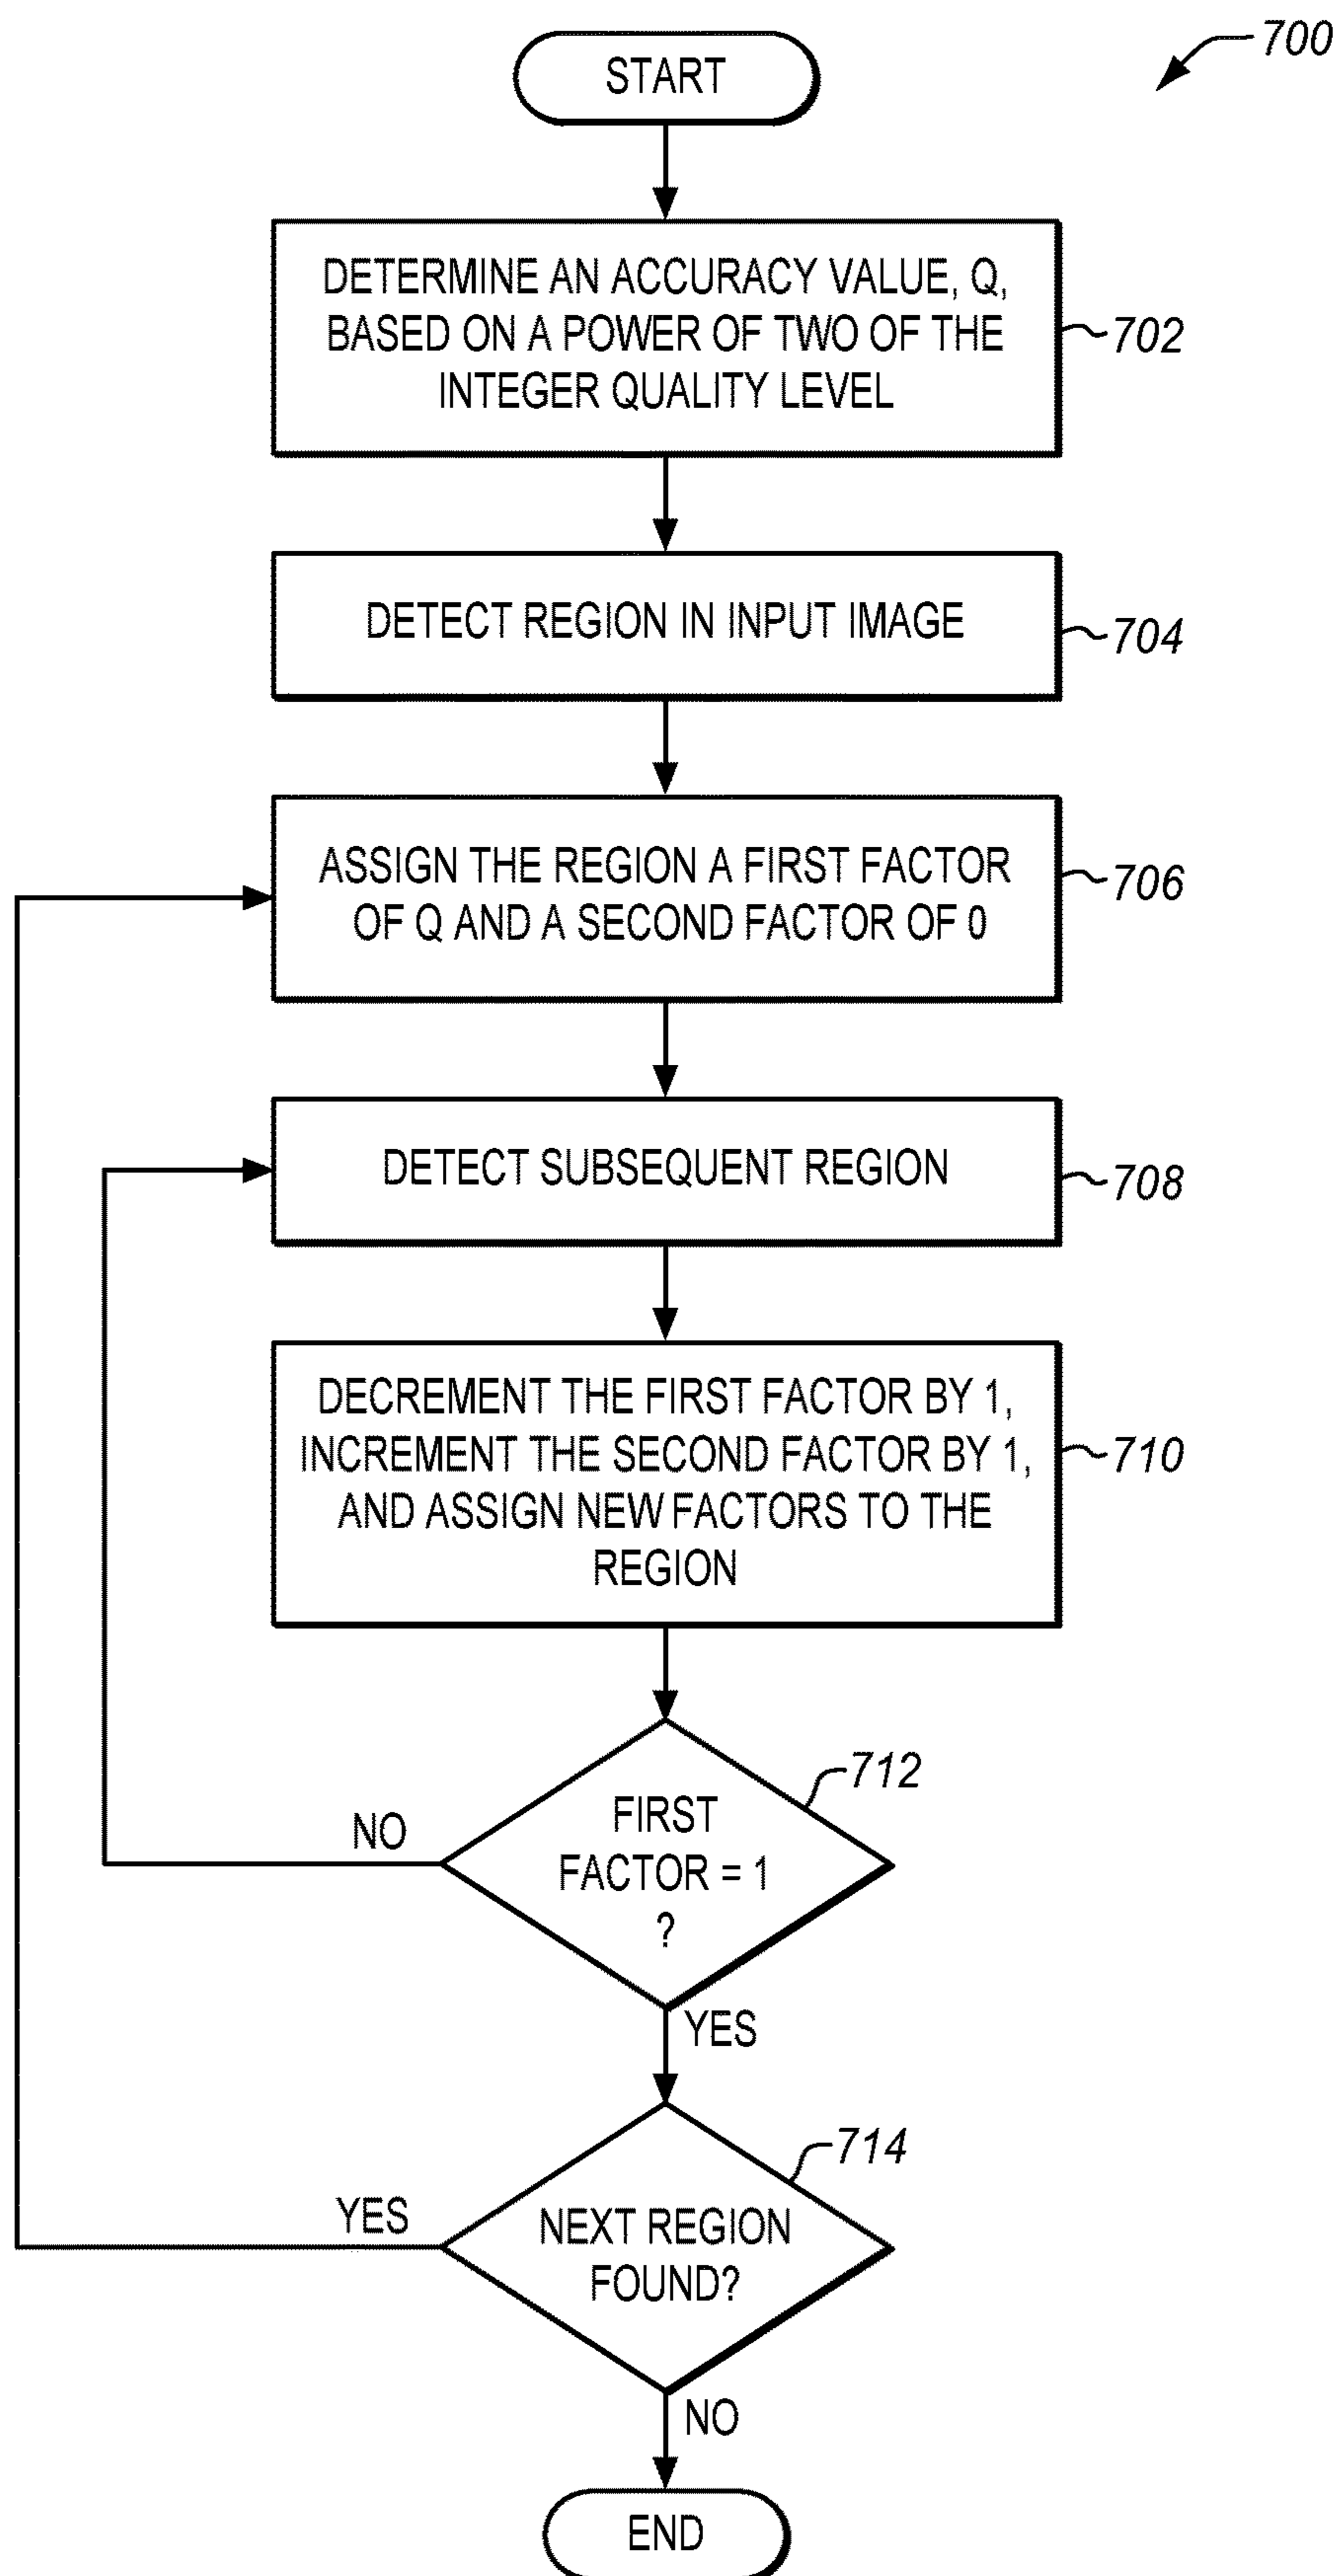 700
START
DETERMINE AN ACCURACY VALUE, Q,
BASED ON A POWER OF TWO OF THE
INTEGER QUALITY LEVEL
702
DETECT REGION IN INPUT IMAGE
704
ASSIGN THE REGION A FIRST FACTOR
OF Q AND A SECOND FACTOR OF 0
706
DETECT SUBSEQUENT REGION
708
DECREMENT THE FIRST FACTOR BY 1,
INCREMENT THE SECOND FACTOR BY 1,
AND ASSIGN NEW FACTORS TO THE
REGION
710
712
FIRST
FACTOR = 1
?
NO
YES
714
NEXT REGION
FOUND?
YES
NO
END